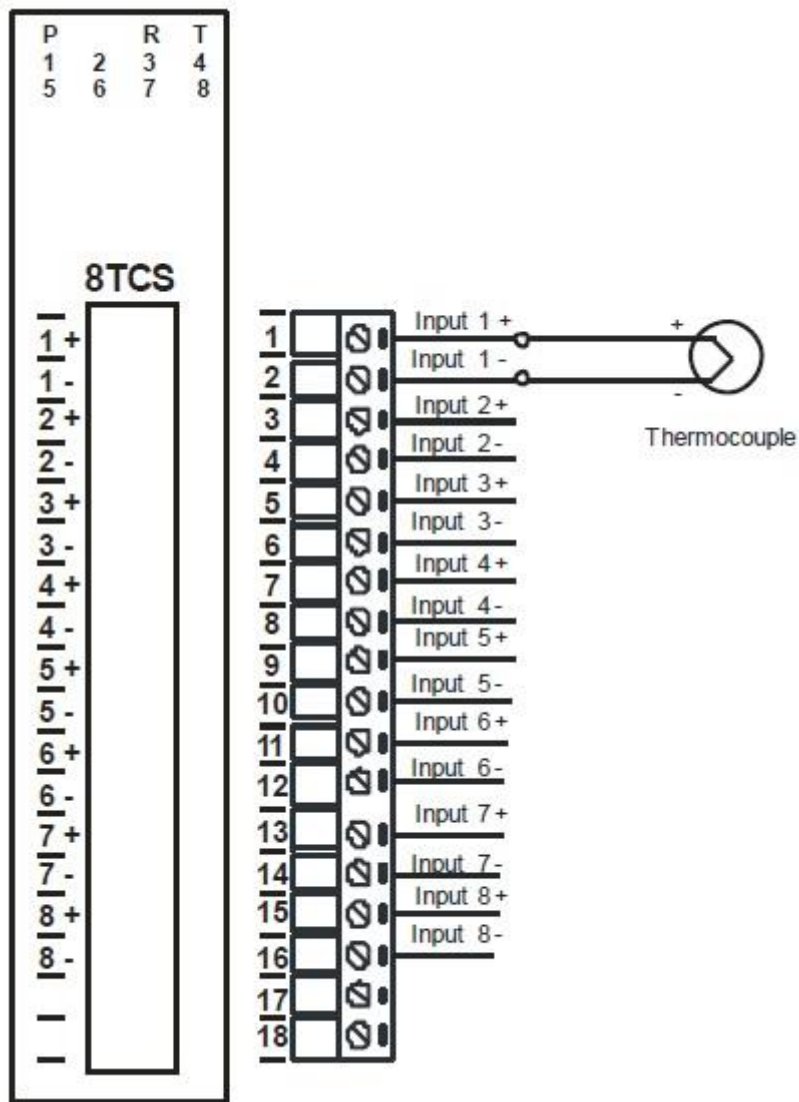 P R T
1 2 3 4
5 6 7 8
8TCS
1 +
1 -
2 +
2 -
3 +
3 -
4 +
4 -
5 +
5 -
6 +
6 -
7 +
7 -
8 +
8 -
1
2
3
4
5
6
7
8
9
10
11
12
13
14
15
16
17
18
Input 1 +
Input 1 -
Input 2 +
Input 2 -
Input 3 +
Input 3 -
Input 4 +
Input 4 -
Input 5 +
Input 5 -
Input 6 +
Input 6 -
Input 7 +
Input 7 -
Input 8 +
Input 8 -
+
-
Thermocouple